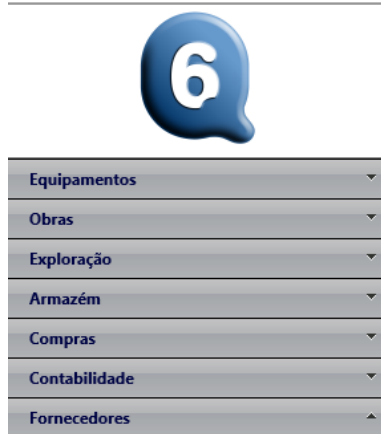 6
Equipamentos
Obras
Exploração
Armazém
Compras
Contabilidade
Fornecedores